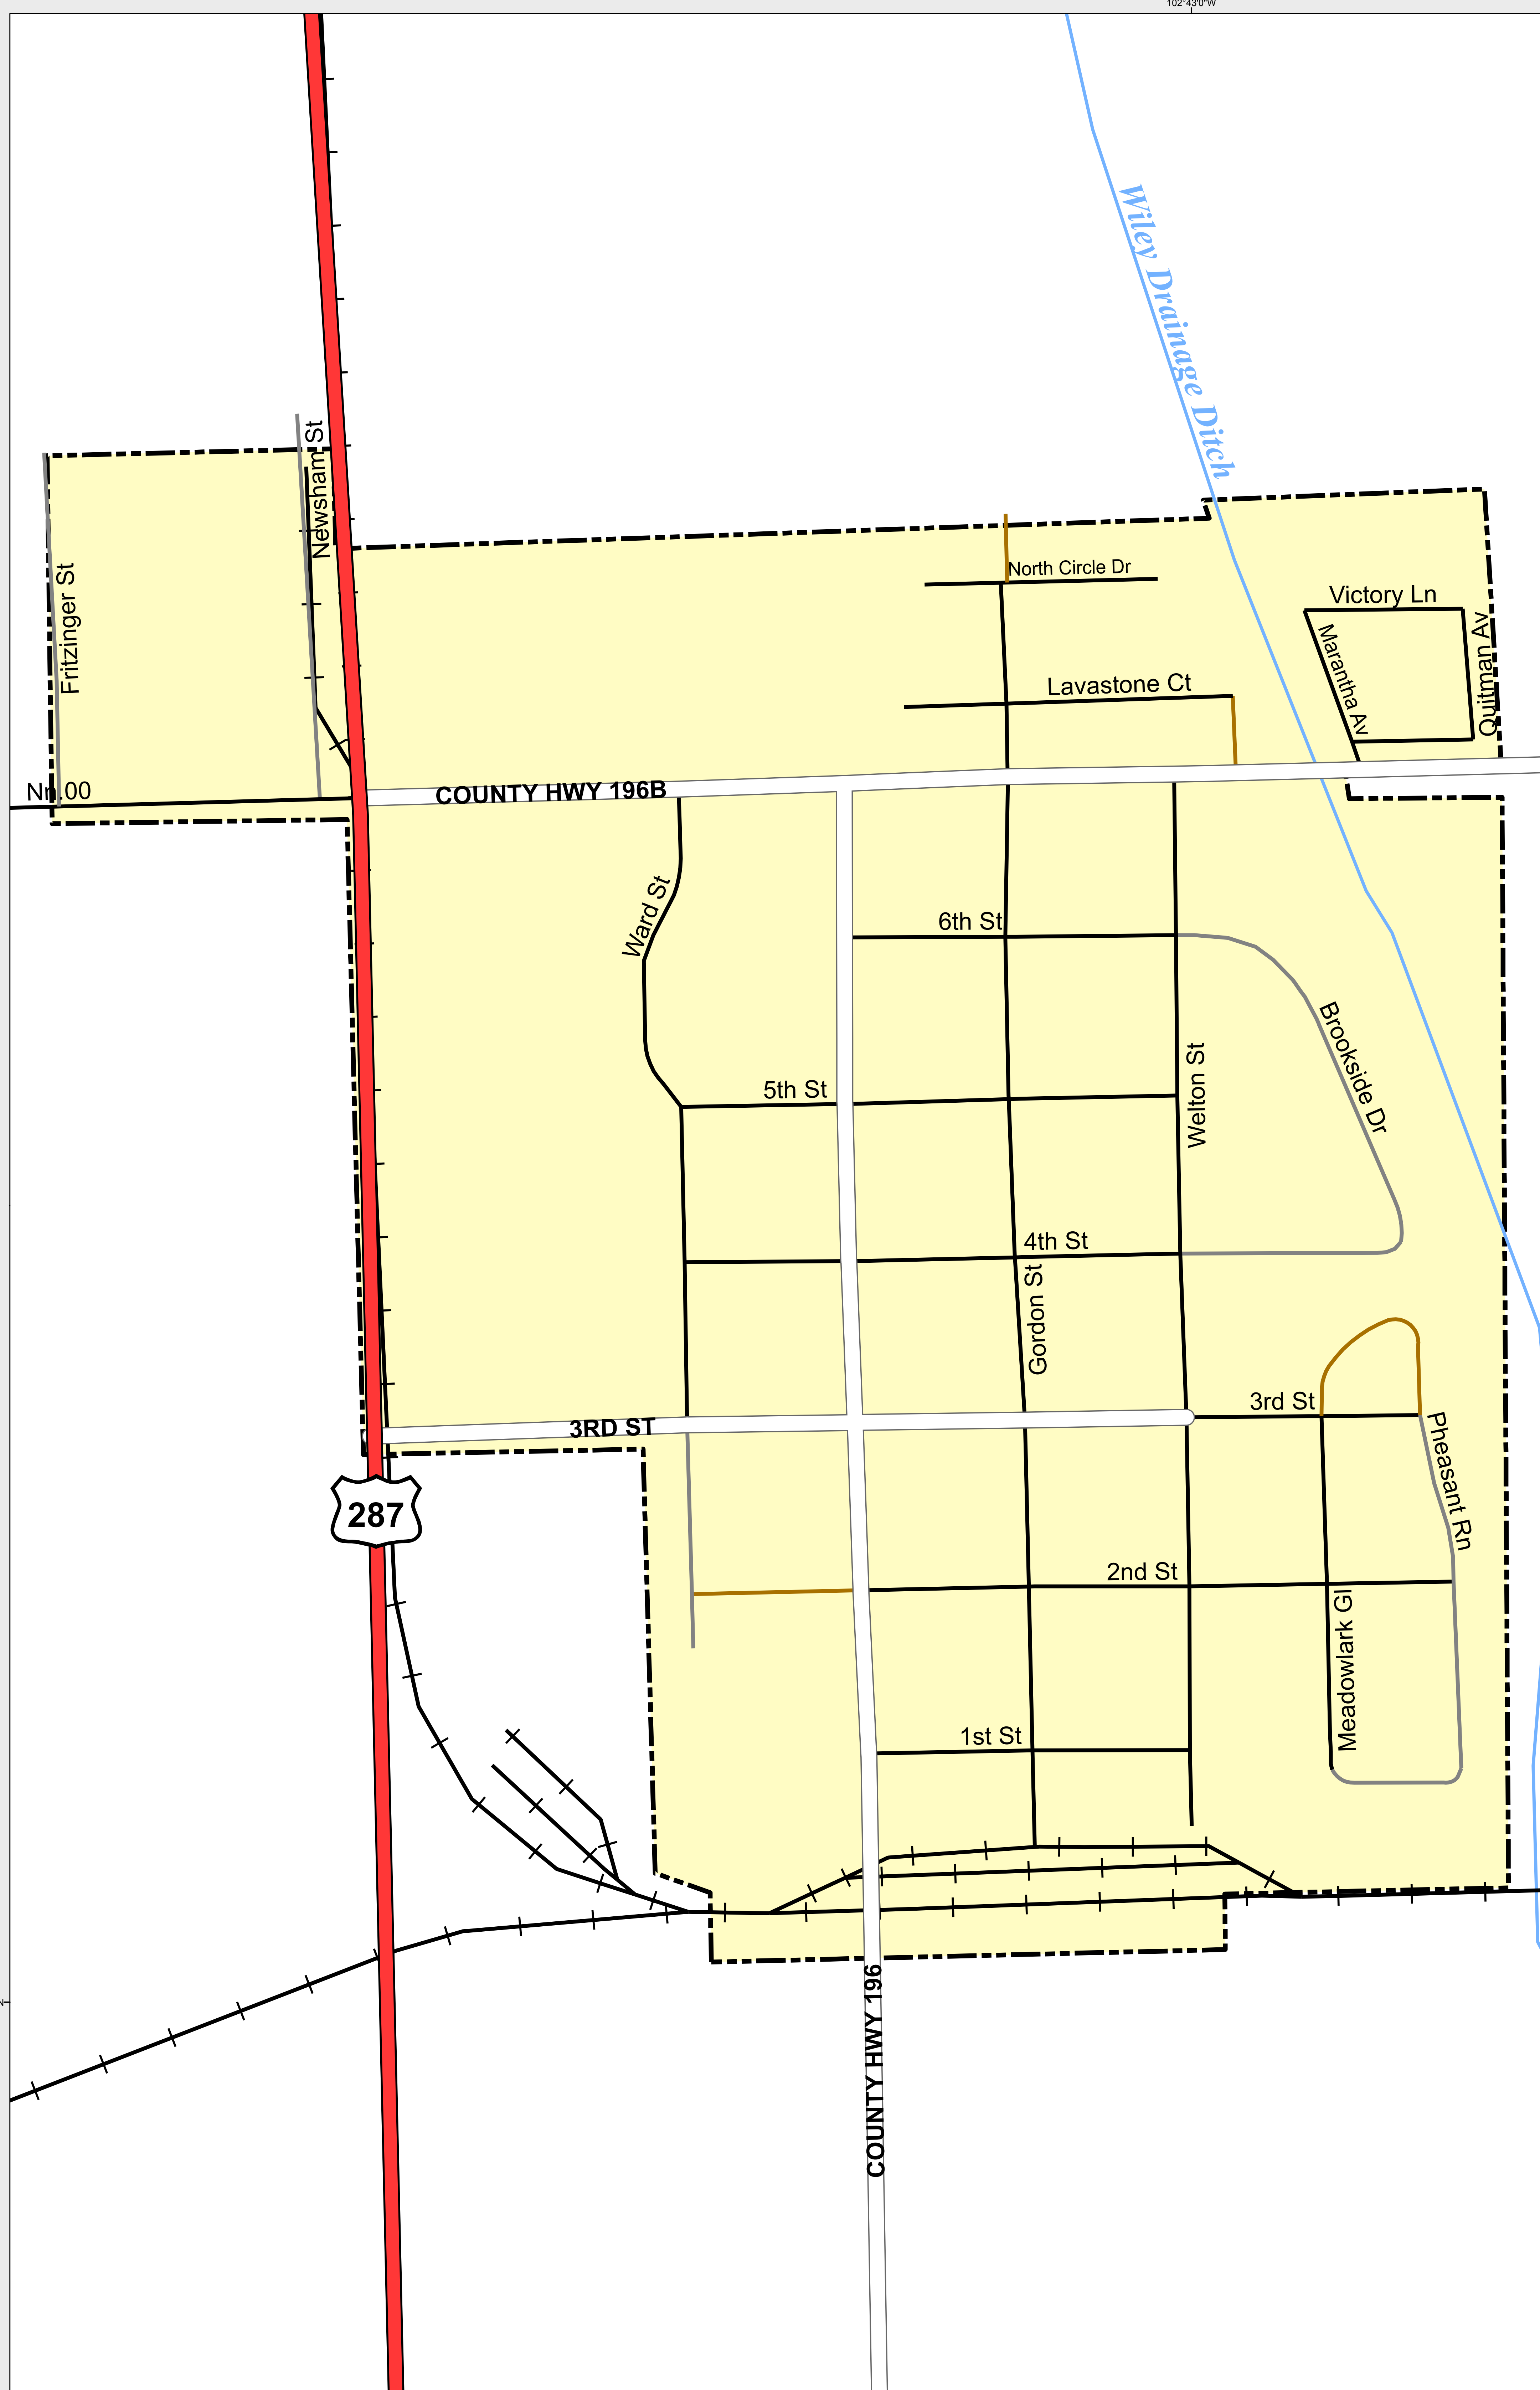 102°43'0"W
Wiley Drainage Ditch
Newsham St
Fritzinger St
North Circle Dr
Victory Ln
Marantha Av
Quitman Av
Lavastone Ct
Nn.00
COUNTY HWY 196B
Ward St
6th St
Brookside Dr
Welton St
5th St
4th St
Gordon St
3rd St
3RD ST
Pheasant Rn
287
2nd St
Meadowlark Gl
1st St
COUNTY HWY 196